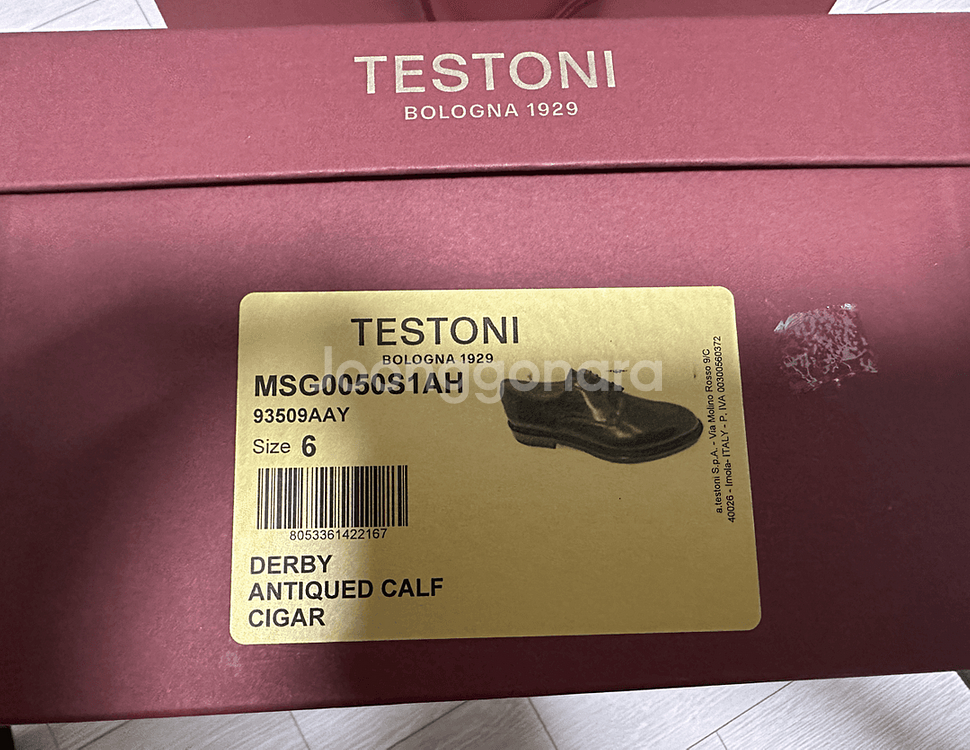 TESTONI
BOLOGNA 1929
TESTONI
BOLOGNA 1929
joonggonara
MSG0050S1AH
93509AAY
Size 6
8053361422167
DERBY
ANTIQUED CALF
CIGAR
a.testoni S.p.A. - Via Molino Rosso 9/C
40026 - Imola- ITALY - P. IVA 00300560372